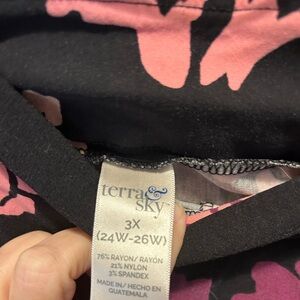 terra &
sky
3X
(24W-26W)
76% RAYON/ RAYÓN
21% NYLON
3% SPANDEX
MADE IN/ HECHO EN
GUATEMALA